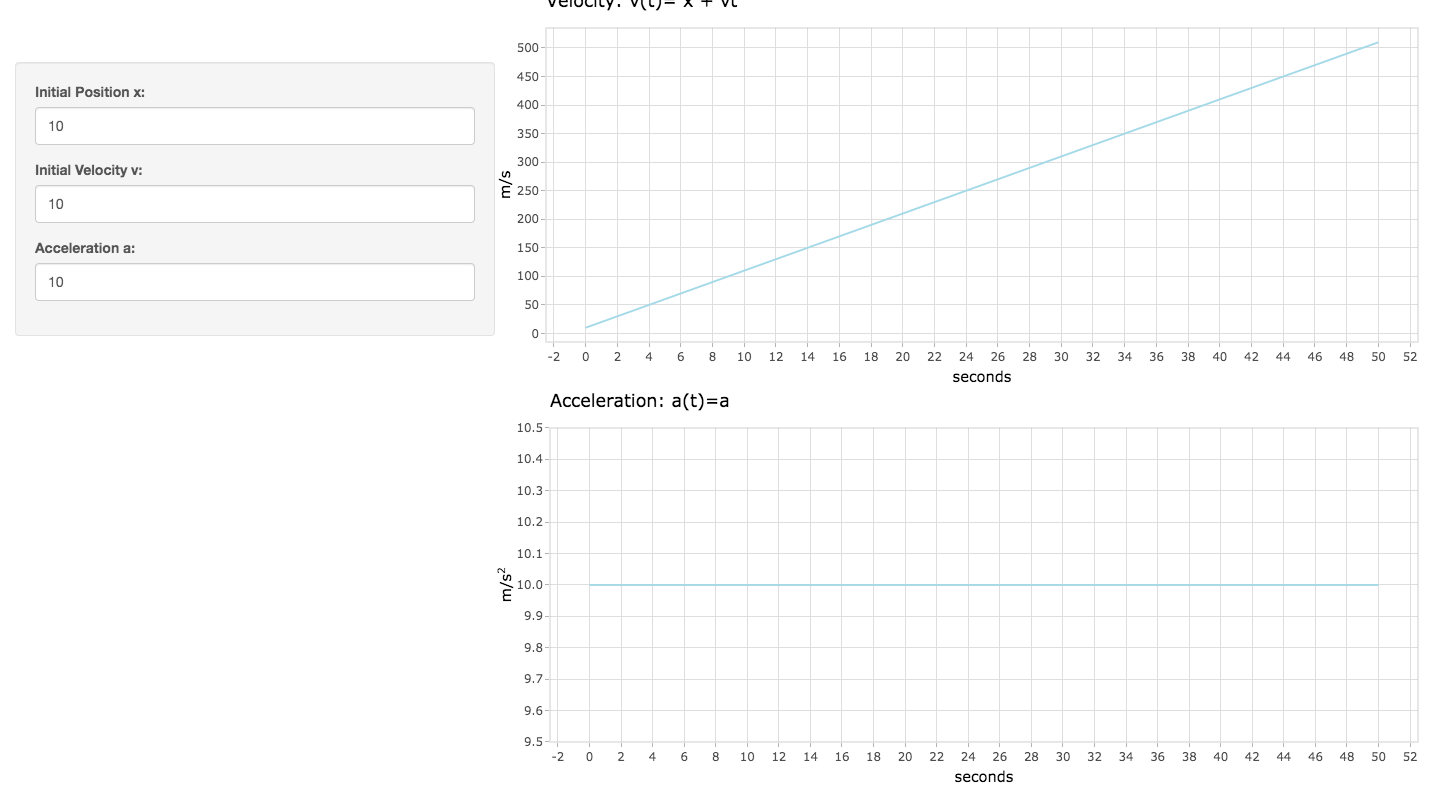 Velocity: v(t)= x + vt
Initial Position x:
10
Initial Velocity v:
10
Acceleration a:
10
500
450
400
350
300
250
200
150
100
50
0
m/s
-2 0 2 4 6 8 10 12 14 16 18 20 22 24 26 28 30 32 34 36 38 40 42 44 46 48 50 52
seconds
Acceleration: a(t)=a
10.5
10.4
10.3
10.2
10.1
10.0
9.9
9.8
9.7
9.6
9.5
m/s²
-2 0 2 4 6 8 10 12 14 16 18 20 22 24 26 28 30 32 34 36 38 40 42 44 46 48 50 52
seconds